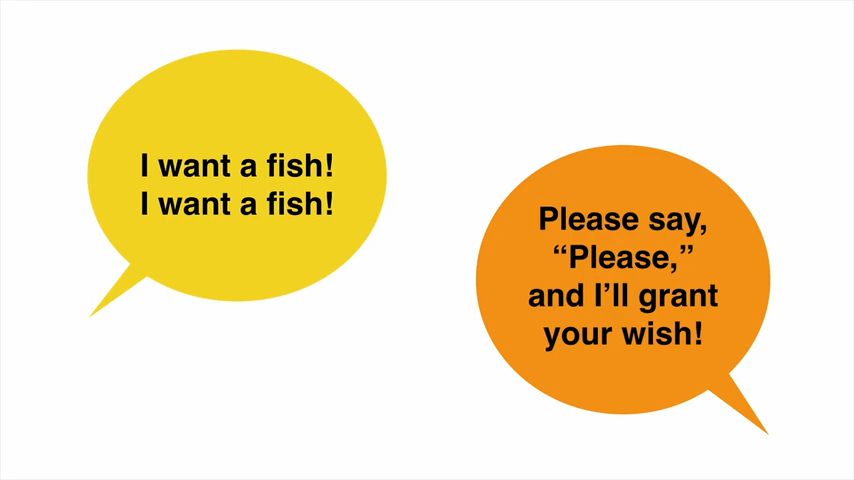 I want a fish!
I want a fish!
Please say,
“Please,”
and I’ll grant
your wish!